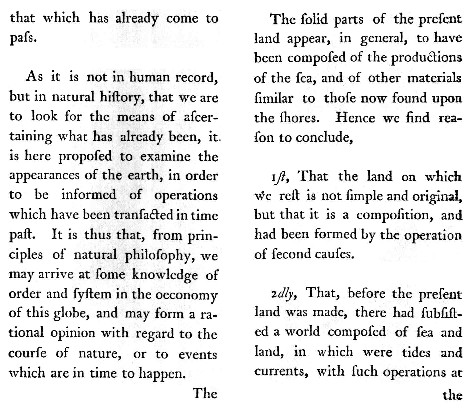 that which has already come to
paſs.
As it is not in human record,
but in natural hiſtory, that we are
to look for the means of aſcer-
taining what has already been, it
is here propoſed to examine the
appearances of the earth, in order
to be informed of operations
which have been tranſacted in time
paſt. It is thus that, from prin-
ciples of natural philoſophy, we
may arrive at ſome knowledge of
order and ſyſtem in the oeconomy
of this globe, and may form a ra-
tional opinion with regard to the
courſe of nature, or to events
which are in time to happen.
The
The ſolid parts of the preſent
land appear, in general, to have
been compoſed of the productions
of the ſea, and of other materials
ſimilar to thoſe now found upon
the ſhores. Hence we find rea-
ſon to conclude,
1ſt, That the land on which
we reſt is not ſimple and original,
but that it is a compoſition, and
had been formed by the operation
of ſecond cauſes.
2dly, That, before the preſent
land was made, there had ſubſiſt-
ed a world compoſed of ſea and
land, in which were tides and
currents, with ſuch operations at
the